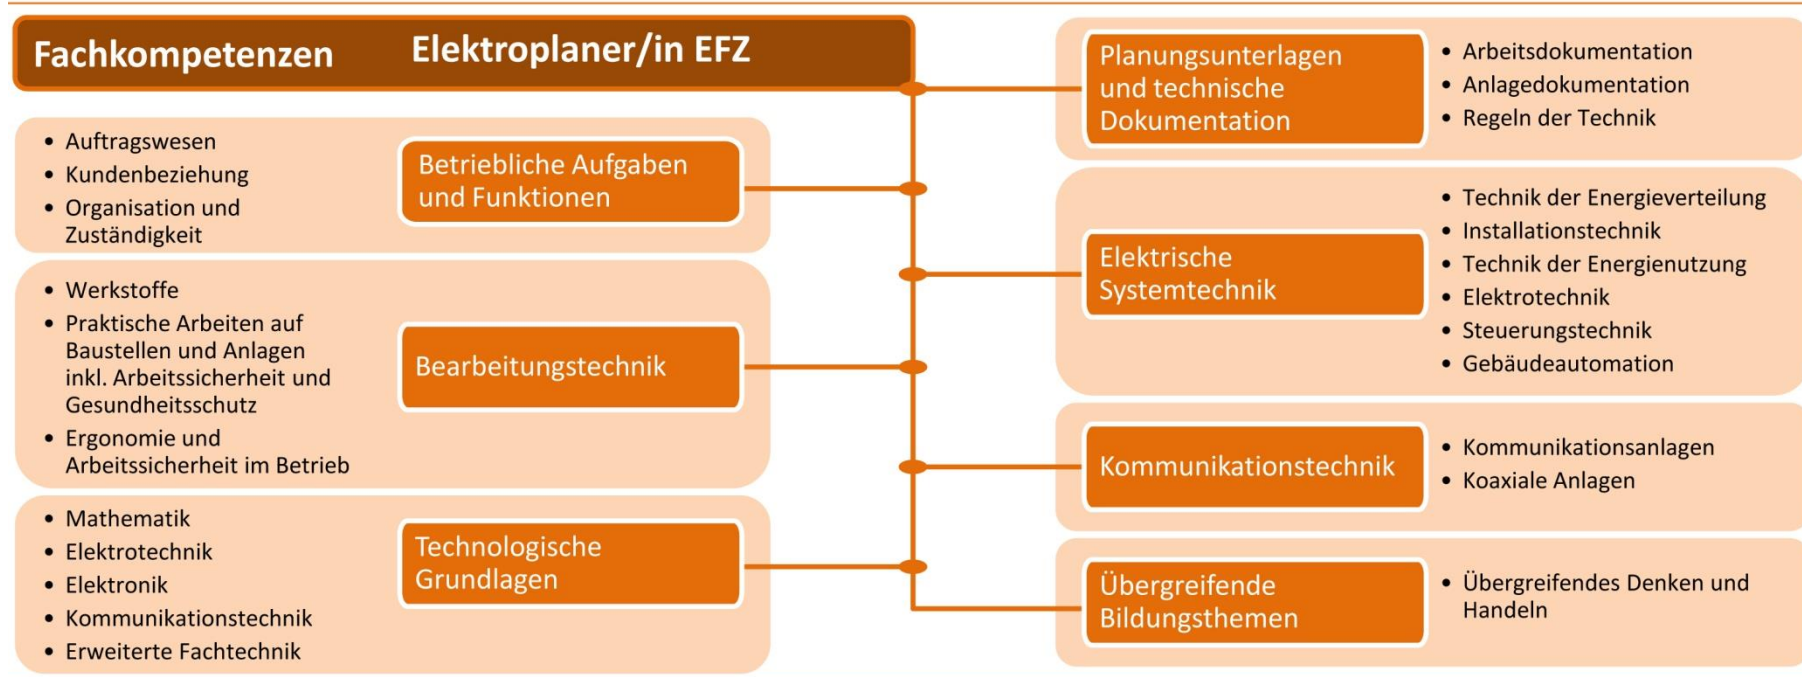 Fachkompetenzen Elektroplaner/in EFZ
• Auftragswesen
• Kundenbeziehung
• Organisation und
Zuständigkeit
Betriebliche Aufgaben
und Funktionen
• Werkstoffe
• Praktische Arbeiten auf
Baustellen und Anlagen
inkl. Arbeitssicherheit und
Gesundheitsschutz
• Ergonomie und
Arbeitssicherheit im Betrieb
Bearbeitungstechnik
• Mathematik
• Elektrotechnik
• Elektronik
• Kommunikationstechnik
• Erweiterte Fachtechnik
Technologische
Grundlagen
Planungsunterlagen
und technische
Dokumentation
• Arbeitsdokumentation
• Anlagedokumentation
• Regeln der Technik
Elektrische
Systemtechnik
• Technik der Energieverteilung
• Installationstechnik
• Technik der Energienutzung
• Elektrotechnik
• Steuerungstechnik
• Gebäudeautomation
Kommunikationstechnik
• Kommunikationsanlagen
• Koaxiale Anlagen
Übergreifende
Bildungsthemen
• Übergreifendes Denken und
Handeln